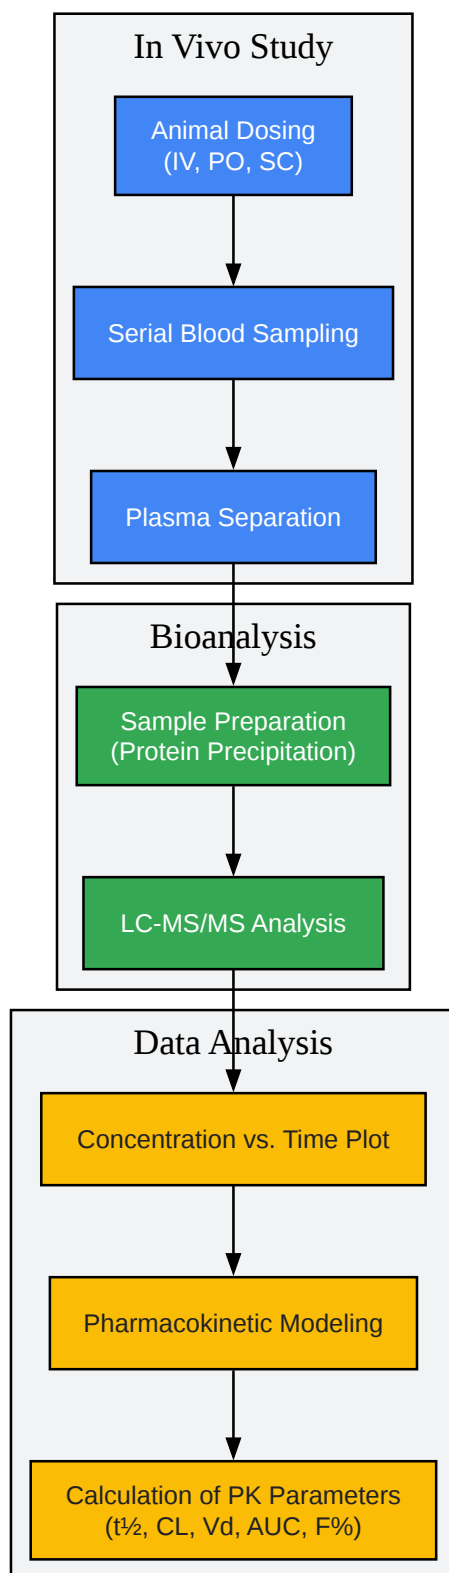 In Vivo Study
Animal Dosing
(IV, PO, SC)
Serial Blood Sampling
Plasma Separation
Bioanalysis
Sample Preparation
(Protein Precipitation)
LC-MS/MS Analysis
Data Analysis
Concentration vs. Time Plot
Pharmacokinetic Modeling
Calculation of PK Parameters
(t½, CL, Vd, AUC, F%)